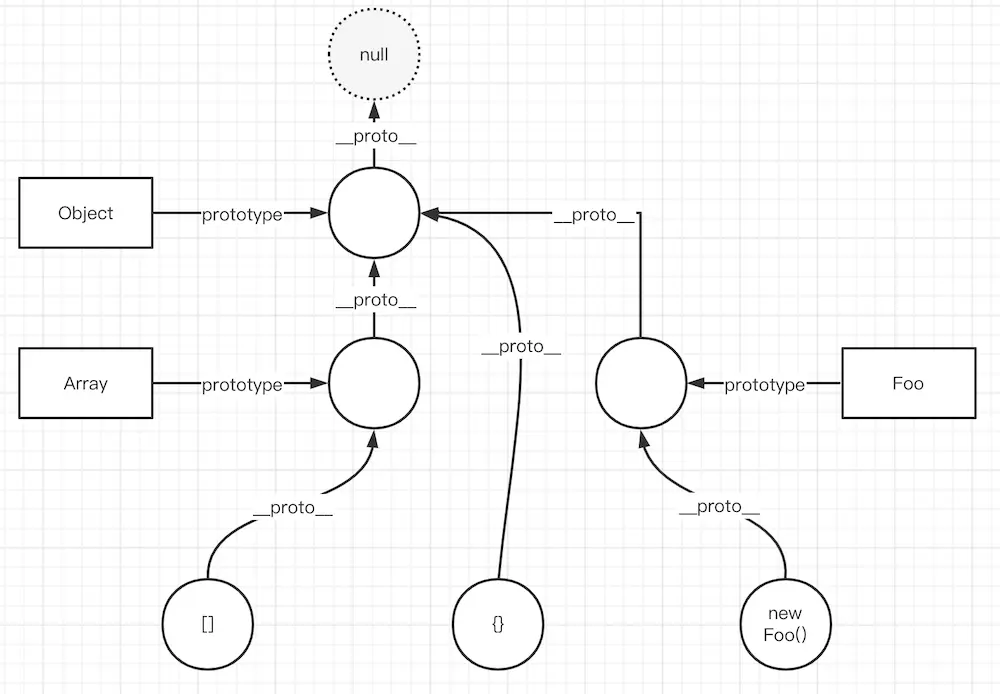 null
__proto__
Object
prototype
__proto__
__proto__
__proto__
Array
prototype
prototype
Foo
__proto__
__proto__
[]
{}
new
Foo()